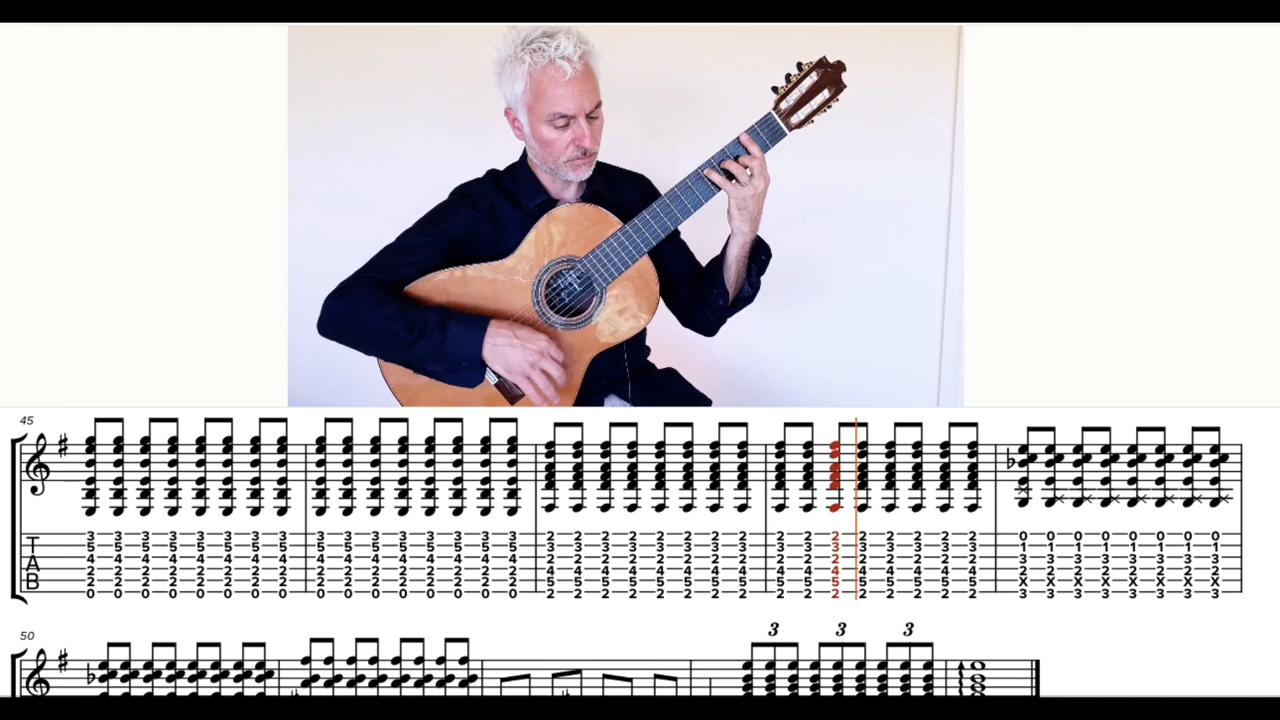 45
3 3 3 3 3 3 3 3 3 3 3 3 3 3 3 3 2 2 2 2 2 2 2 2 2 2 2 2 2 2 2 2 0 0 0 0 0 0 0 0
T 5 5 5 5 5 5 5 5 5 5 5 5 5 5 5 5 3 3 3 3 3 3 3 3 3 3 3 3 3 3 3 3 1 1 1 1 1 1 1 1
A 4 4 4 4 4 4 4 4 4 4 4 4 4 4 4 4 2 2 2 2 2 2 2 2 2 2 2 2 2 2 2 2 3 3 3 3 3 3 3 3
2 2 2 2 2 2 2 2 2 2 2 2 2 2 2 2 4 4 4 4 4 4 4 4 4 4 4 4 4 4 4 4 2 2 2 2 2 2 2 2
B 2 2 2 2 2 2 2 2 2 2 2 2 2 2 2 2 5 5 5 5 5 5 5 5 5 5 5 5 5 5 5 5 X X X X X X X X
0 0 0 0 0 0 0 0 0 0 0 0 0 0 0 0 2 2 2 2 2 2 2 2 2 2 2 2 2 2 2 2 3 3 3 3 3 3 3 3
50
3 3 3